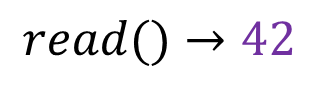 read() → 42